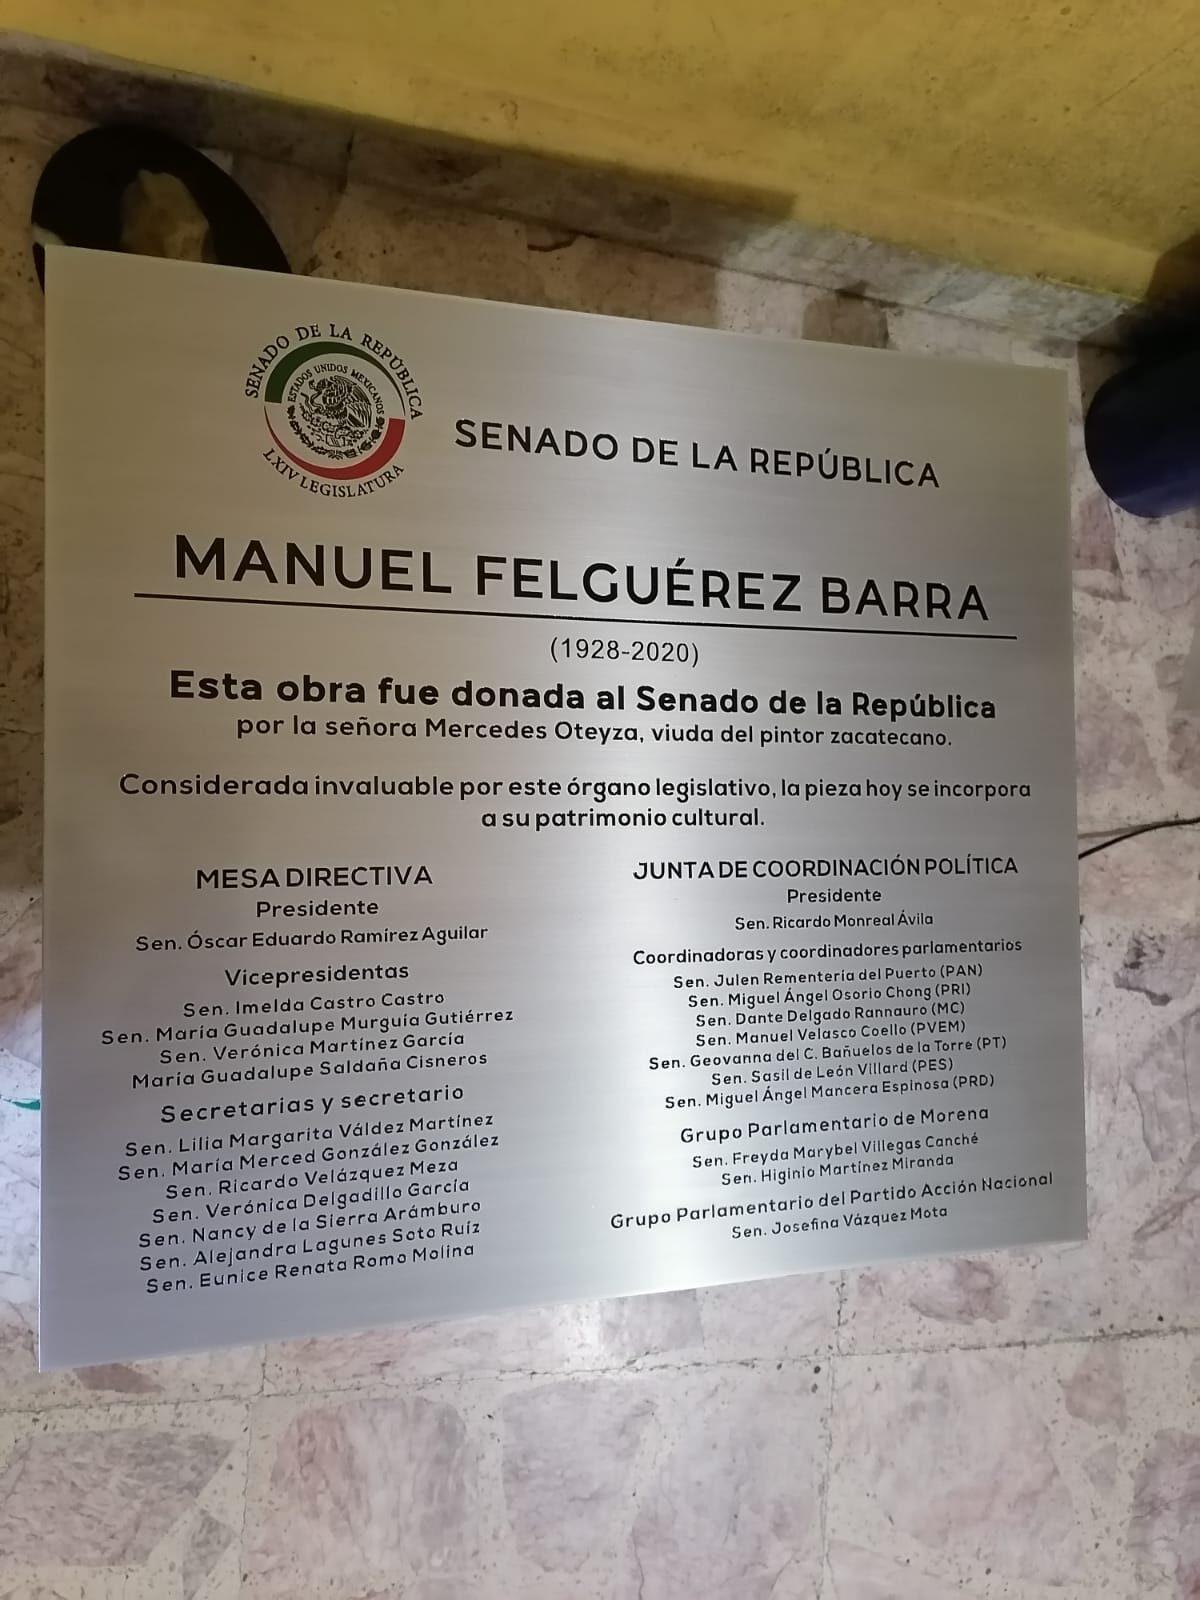 SENADO DE LA REPÚBLICA
ESTADOS UNIDOS MEXICANOS
LXIV LEGISLATURA
SENADO DE LA REPÚBLICA
MANUEL FELGUÉREZ BARRA
(1928-2020)
Esta obra fue donada al Senado de la República
por la señora Mercedes Oteyza, viuda del pintor zacatecano.
Considerada invaluable por este órgano legislativo, la pieza hoy se incorpora
a su patrimonio cultural.
MESA DIRECTIVA
Presidente
Sen. Óscar Eduardo Ramírez Aguilar
Vicepresidentas
Sen. Imelda Castro Castro
Sen. María Guadalupe Murguía Gutiérrez
Sen. Verónica Martínez García
María Guadalupe Saldaña Cisneros
Secretarias y secretario
Sen. Lilia Margarita Váldez Martínez
Sen. María Merced González González
Sen. Ricardo Velázquez Meza
Sen. Verónica Delgadillo García
Sen. Nancy de la Sierra Arámburo
Sen. Alejandra Lagunes Soto Ruíz
Sen. Eunice Renata Romo Molina
JUNTA DE COORDINACIÓN POLÍTICA
Presidente
Sen. Ricardo Monreal Ávila
Coordinadoras y coordinadores parlamentarios
Sen. Julen Rementería del Puerto (PAN)
Sen. Miguel Ángel Osorio Chong (PRI)
Sen. Dante Delgado Rannauro (MC)
Sen. Manuel Velasco Coello (PVEM)
Sen. Geovanna del C. Bañuelos de la Torre (PT)
Sen. Sasil de León Villard (PES)
Sen. Miguel Ángel Mancera Espinosa (PRD)
Grupo Parlamentario de Morena
Sen. Freyda Marybel Villegas Canché
Sen. Higinio Martínez Miranda
Grupo Parlamentario del Partido Acción Nacional
Sen. Josefina Vázquez Mota